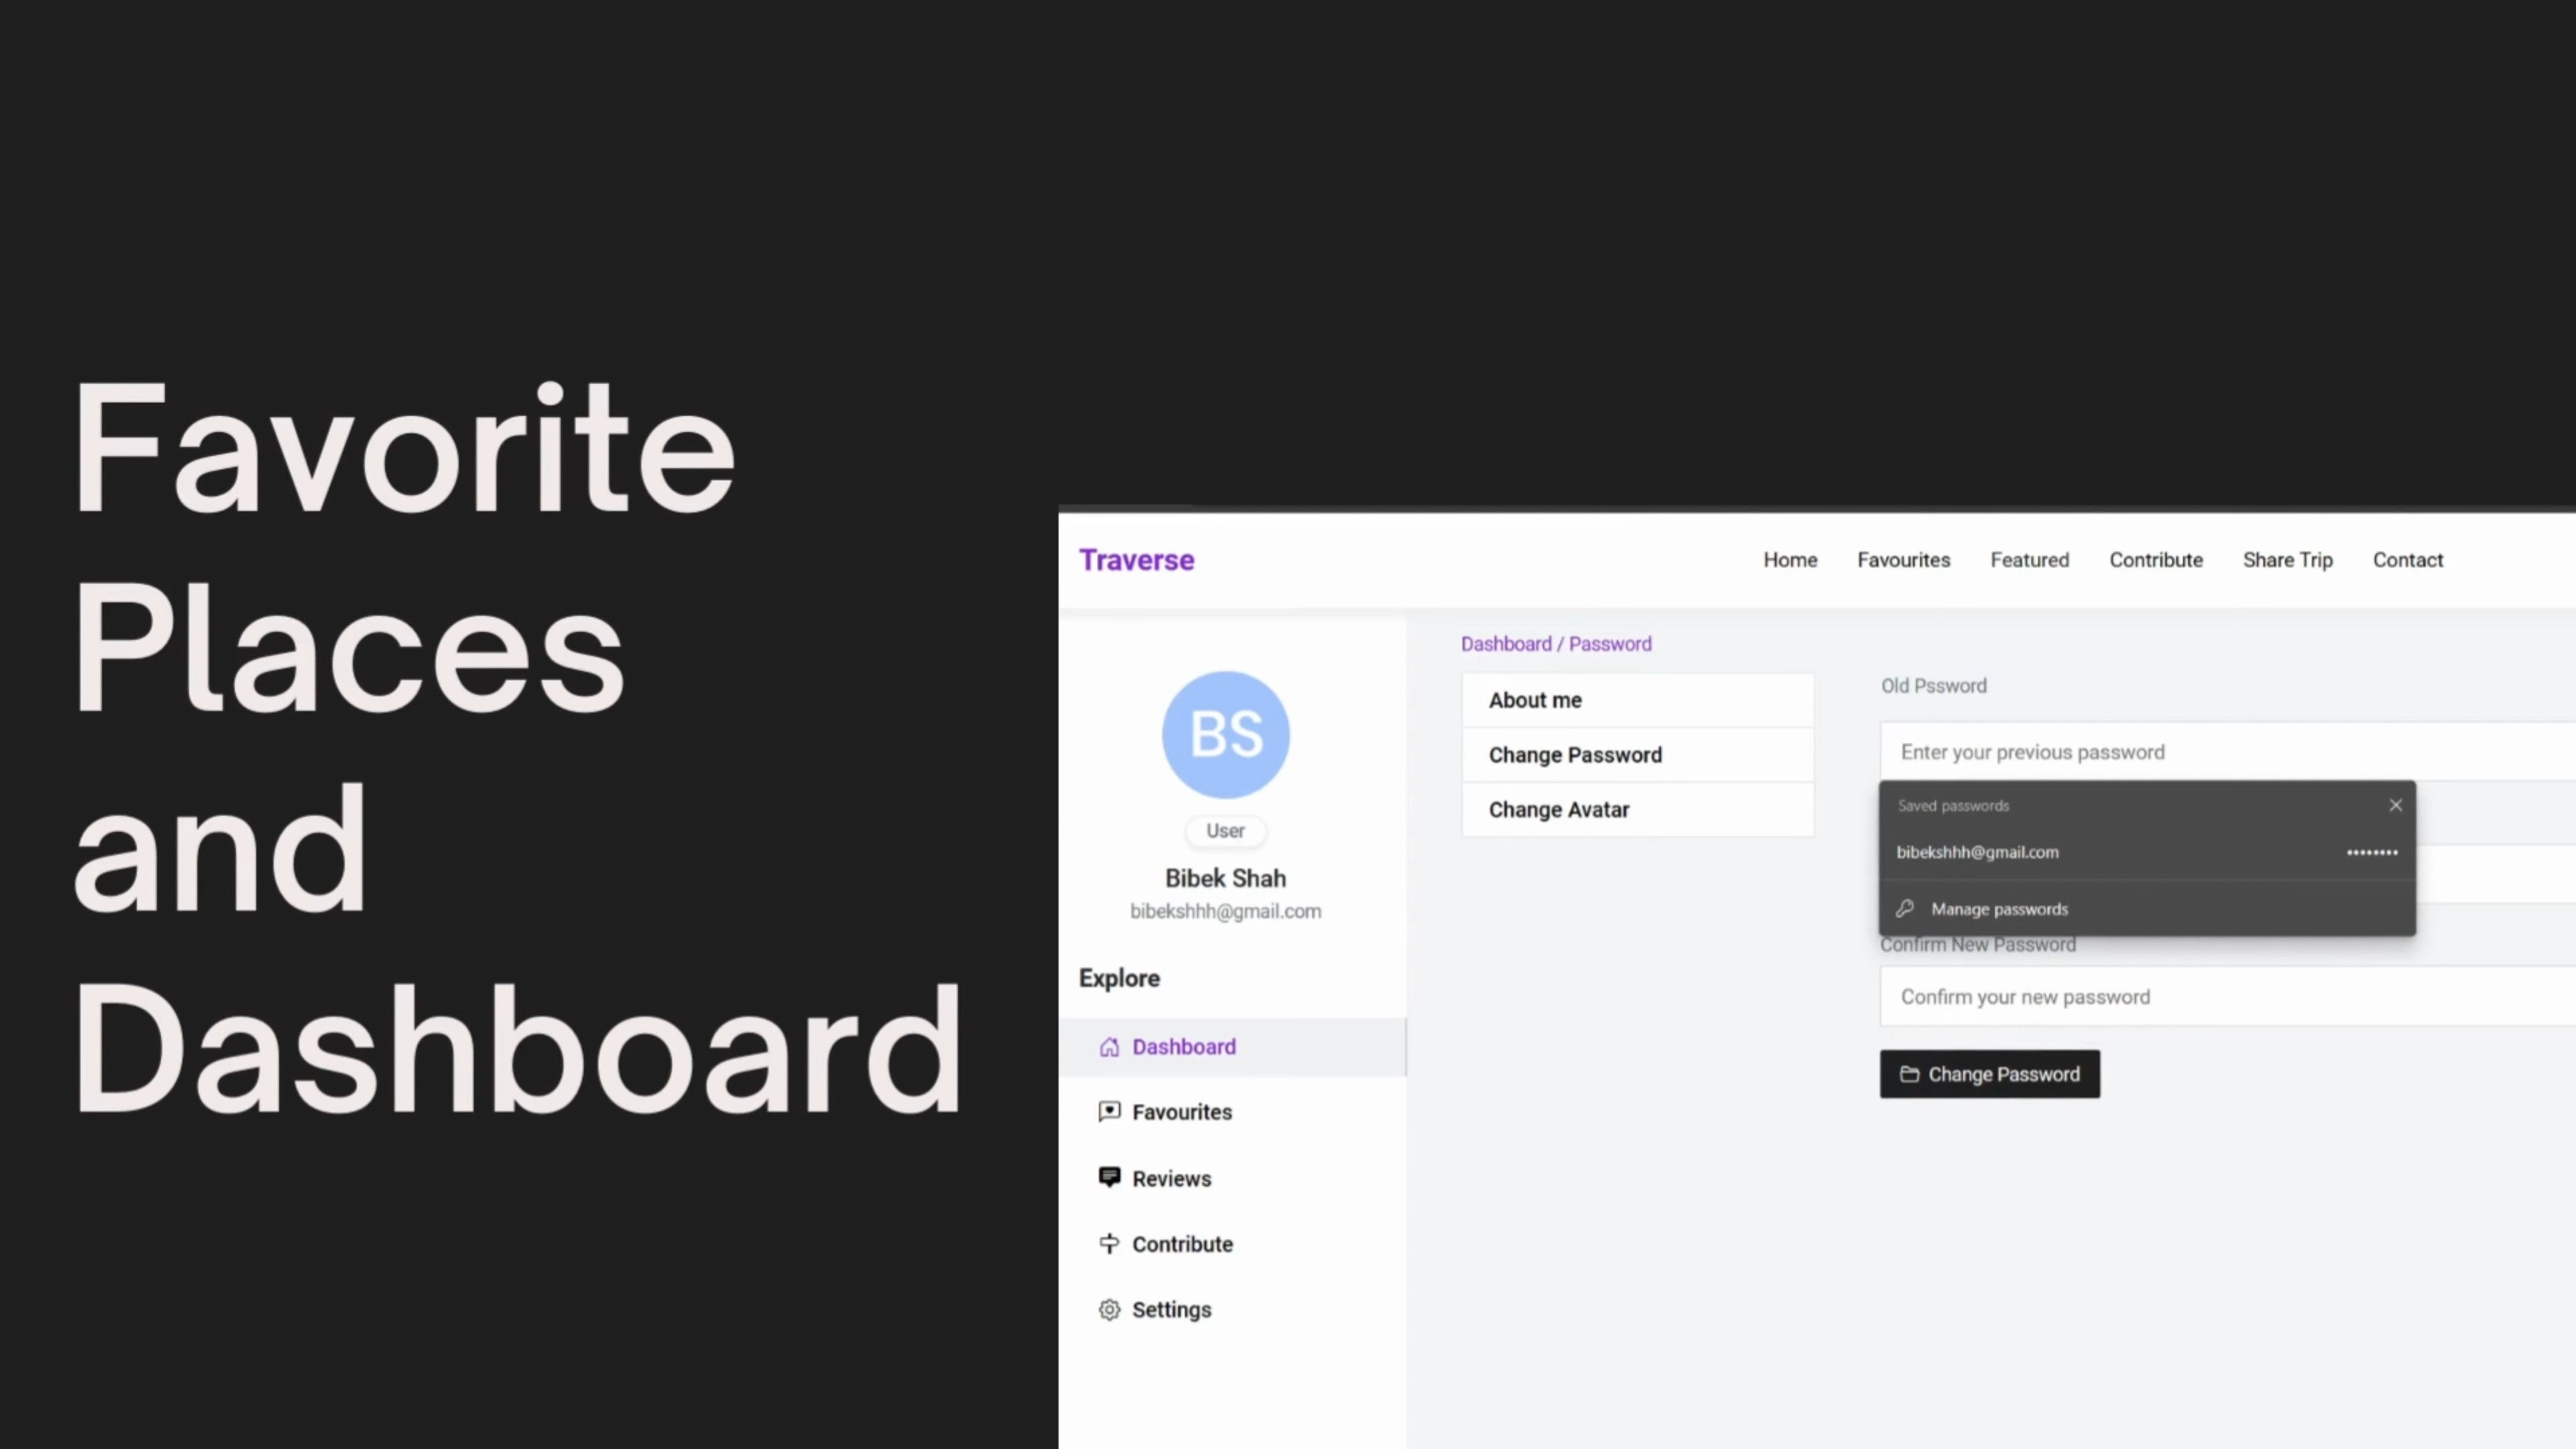 Favorite
Places
and
Dashboard
Traverse
Home Favourites Featured Contribute Share Trip Contact
BS
User
Bibek Shah
bibekshhh@gmail.com
Explore
Dashboard
Favourites
Reviews
Contribute
Settings
Dashboard / Password
About me
Change Password
Change Avatar
Old Pssword
Enter your previous password
Saved passwords
bibekshhh@gmail.com ••••••••
Manage passwords
Confirm New Password
Confirm your new password
Change Password